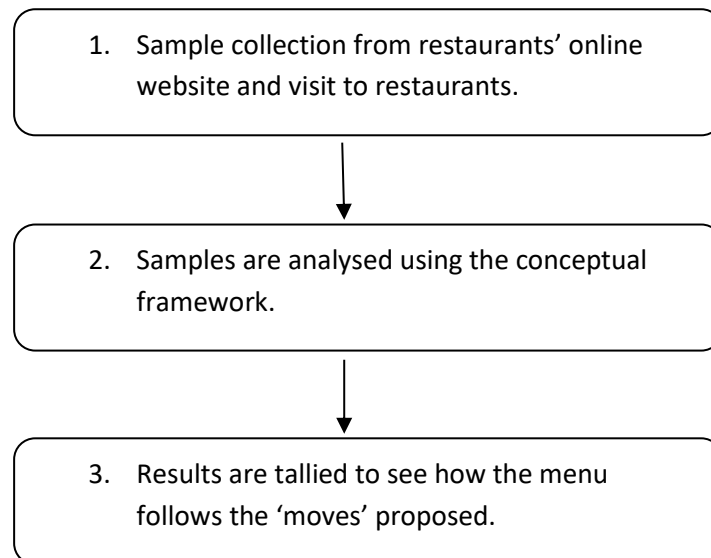 1. Sample collection from restaurants’ online
website and visit to restaurants.
2. Samples are analysed using the conceptual
framework.
3. Results are tallied to see how the menu
follows the ‘moves’ proposed.